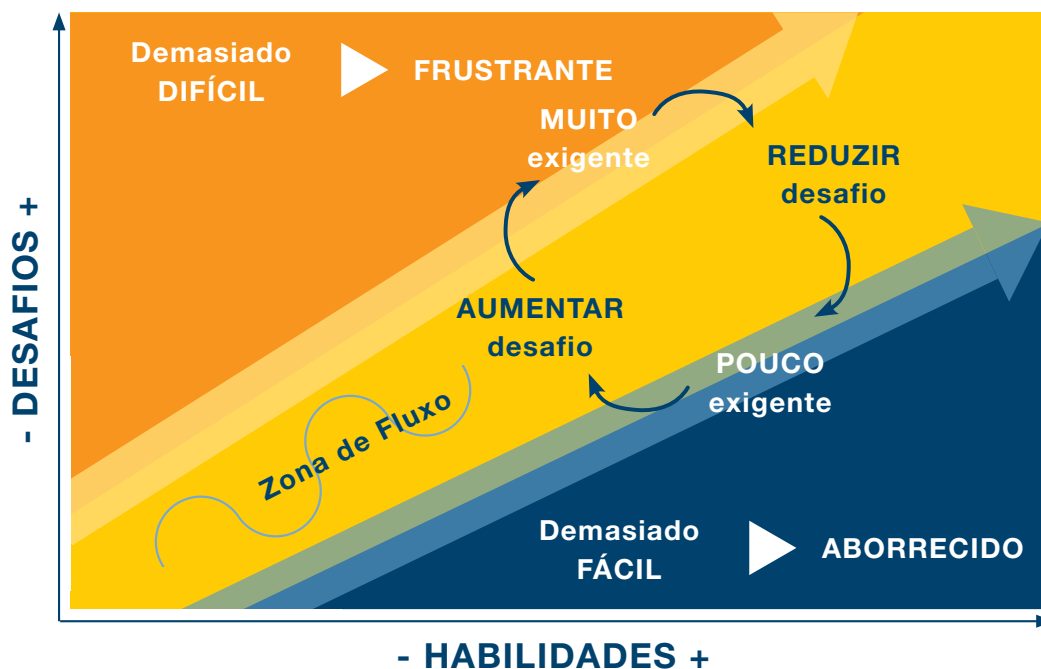 Demasiado
DIFÍCIL
FRUSTRANTE
MUITO
exigente
REDUZIR
desafio
AUMENTAR
desafio
POUCO
exigente
Zona de Fluxo
Demasiado
FÁCIL
ABORRECIDO
- DESAFIOS +
- HABILIDADES +